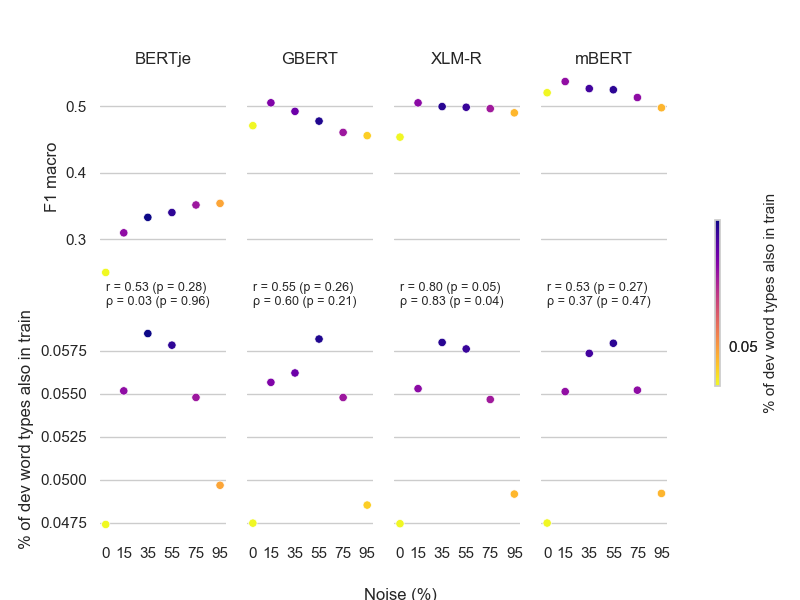 BERTje GBERT XLM-R mBERT
0.5
0.4
0.3
F1 macro
r = 0.53 (p = 0.28) r = 0.55 (p = 0.26) r = 0.80 (p = 0.05) r = 0.53 (p = 0.27)
ρ = 0.03 (p = 0.96) ρ = 0.60 (p = 0.21) ρ = 0.83 (p = 0.04) ρ = 0.37 (p = 0.47)
0.0575
0.0550
0.0525
0.0500
0.0475
% of dev word types also in train
0 15 35 55 75 95 0 15 35 55 75 95 0 15 35 55 75 95 0 15 35 55 75 95
Noise (%)
0.05
% of dev word types also in train